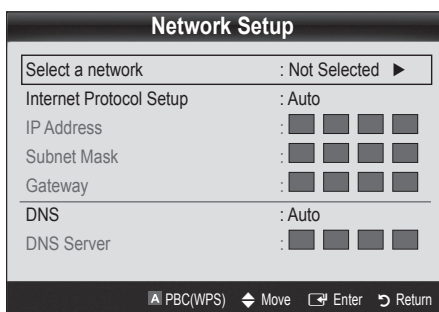 Network Setup
Select a network : Not Selected ►
Internet Protocol Setup : Auto
IP Address :
Subnet Mask :
Gateway :
DNS : Auto
DNS Server :
A PBC(WPS) Move Enter Return